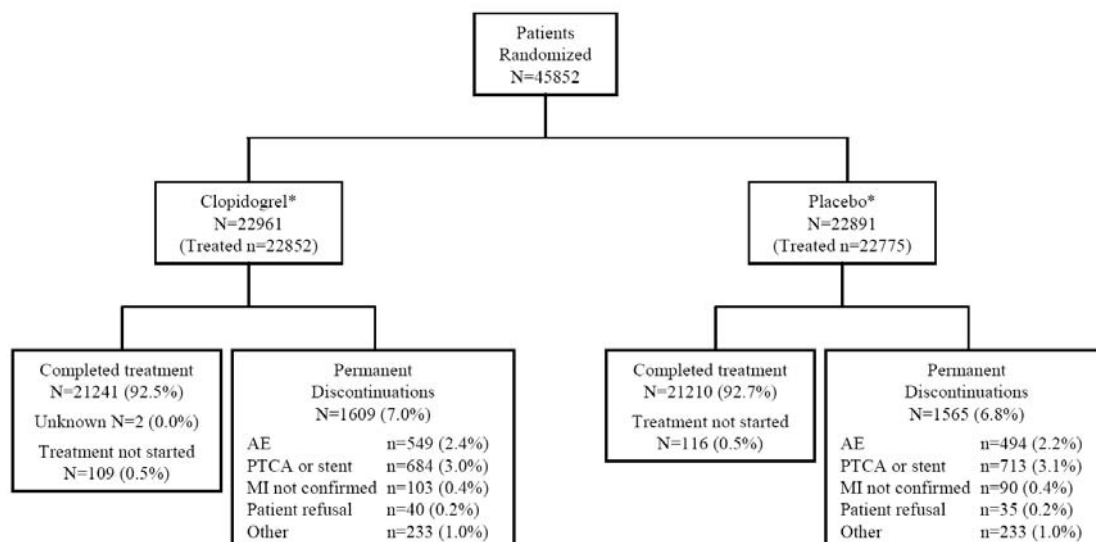 Patients
Randomized
N=45852
Clopidogrel*
N=22961
(Treated n=22852)
Placebo*
N=22891
(Treated n=22775)
Completed treatment
N=21241 (92.5%)
Unknown N=2 (0.0%)
Treatment not started
N=109 (0.5%)
Permanent
Discontinuations
N=1609 (7.0%)
AE n=549 (2.4%)
PTCA or stent n=684 (3.0%)
MI not confirmed n=103 (0.4%)
Patient refusal n=40 (0.2%)
Other n=233 (1.0%)
Completed treatment
N=21210 (92.7%)
Treatment not started
N=116 (0.5%)
Permanent
Discontinuations
N=1565 (6.8%)
AE n=494 (2.2%)
PTCA or stent n=713 (3.1%)
MI not confirmed n=90 (0.4%)
Patient refusal n=35 (0.2%)
Other n=233 (1.0%)